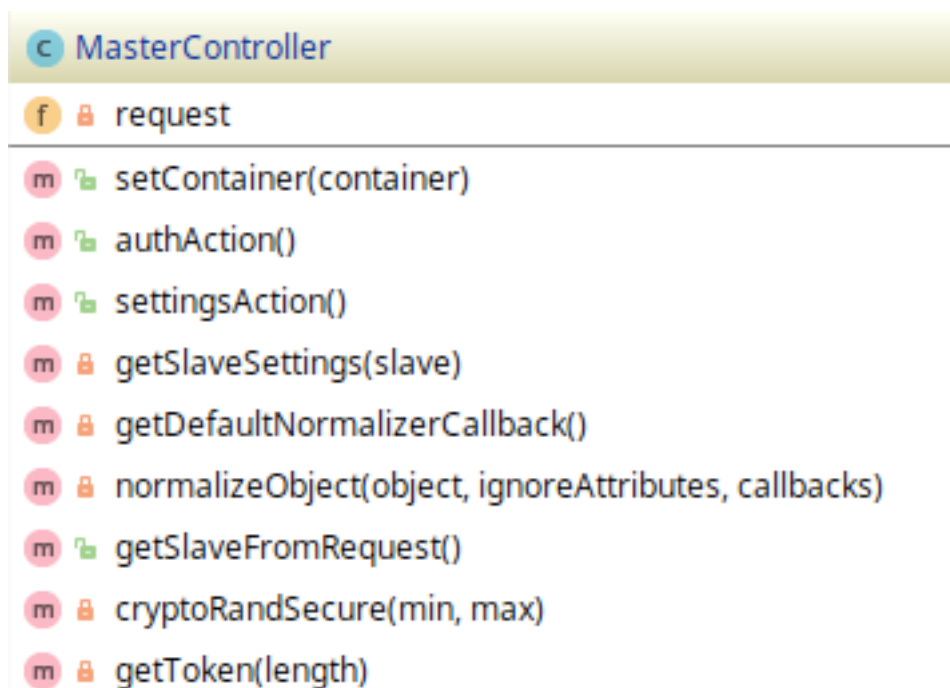 C MasterController
f request
m setContainer(container)
m authAction()
m settingsAction()
m getSlaveSettings(slave)
m getDefaultNormalizerCallback()
m normalizeObject(object, ignoreAttributes, callbacks)
m getSlaveFromRequest()
m cryptoRandSecure(min, max)
m getToken(length)